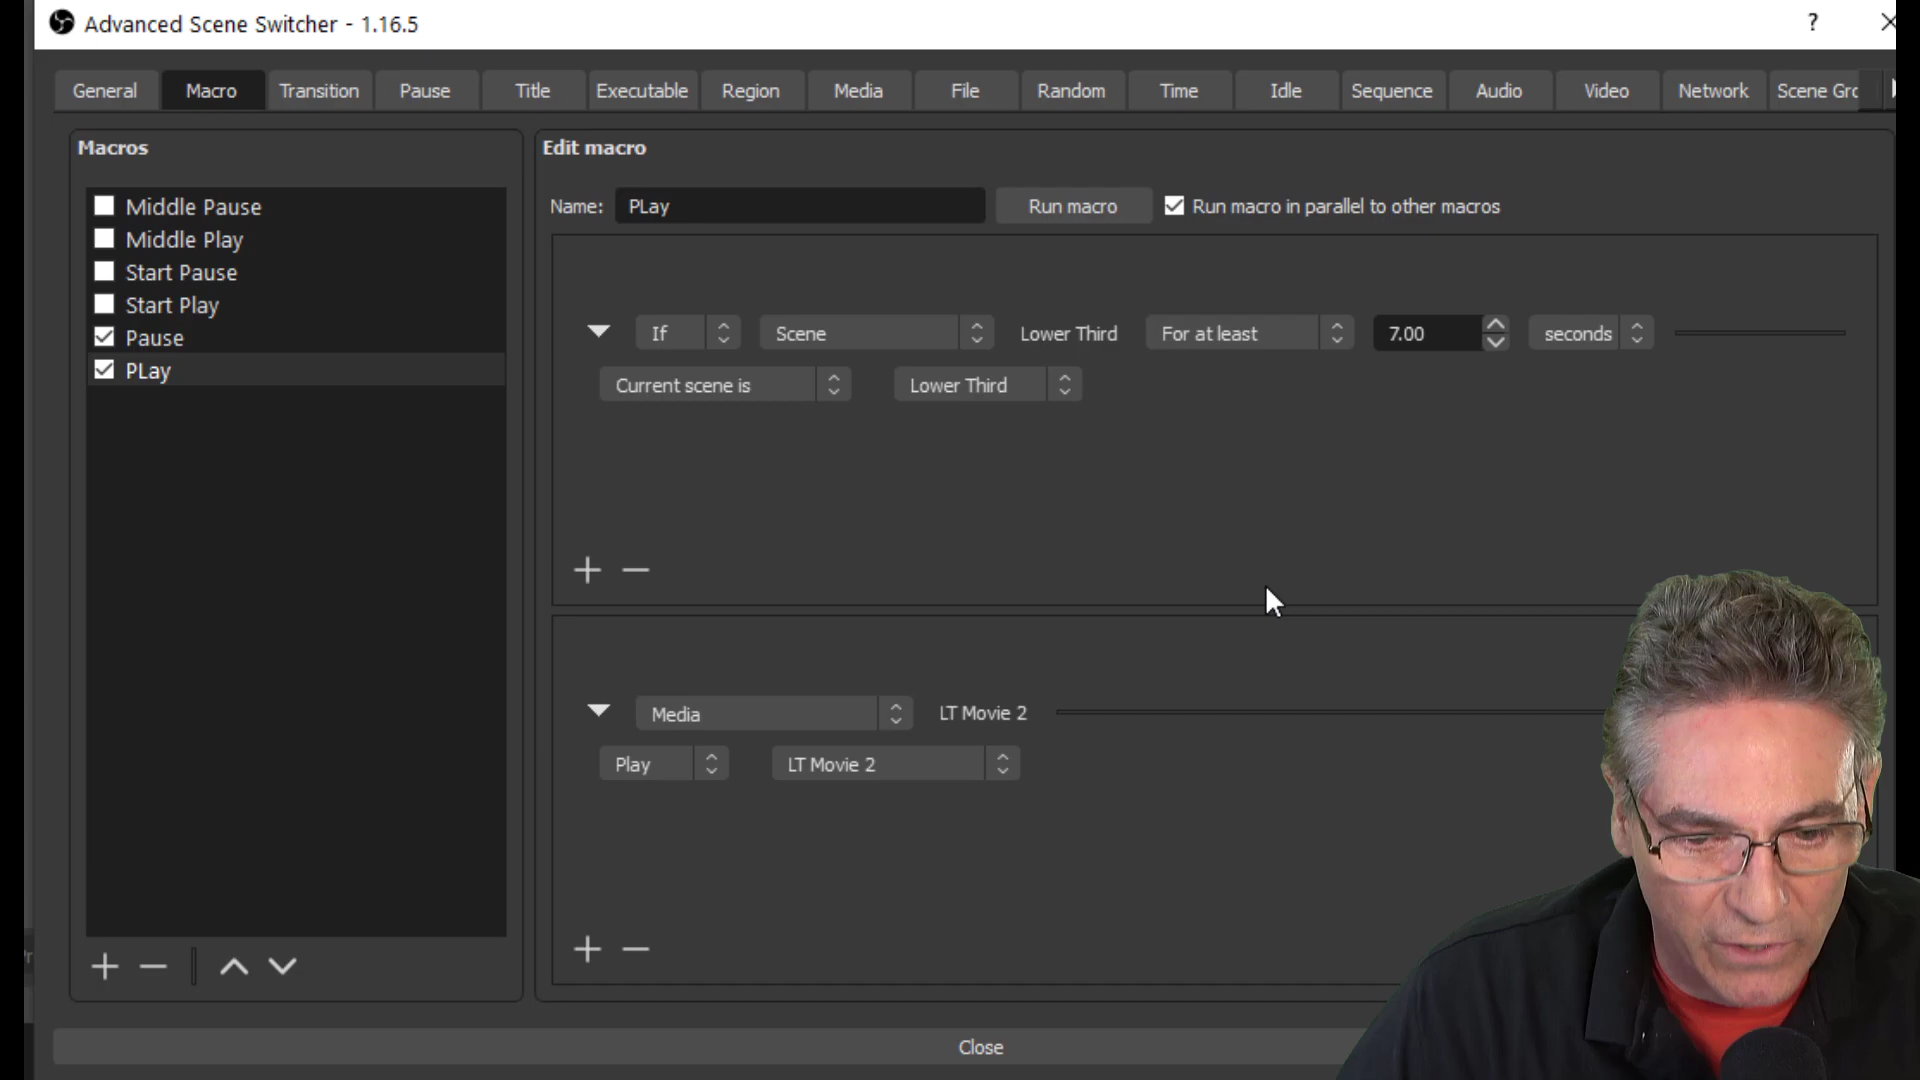 Advanced Scene Switcher - 1.16.5
?
General Macro Transition Pause Title Executable Region Media File Random Time Idle Sequence Audio Video Network Scene Grc
Macros
Middle Pause
Middle Play
Start Pause
Start Play
Pause
PLay
Edit macro
Name: PLay Run macro Run macro in parallel to other macros
If Scene Lower Third For at least 7.00 seconds
Current scene is Lower Third
Media LT Movie 2
Play LT Movie 2
Close